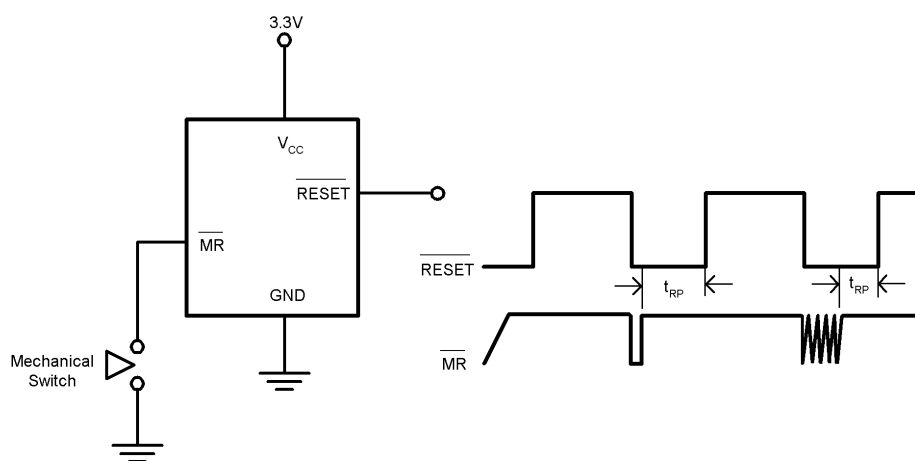 3.3V
VCC
RESET
MR
GND
Mechanical
Switch
RESET
tRP
tRP
MR